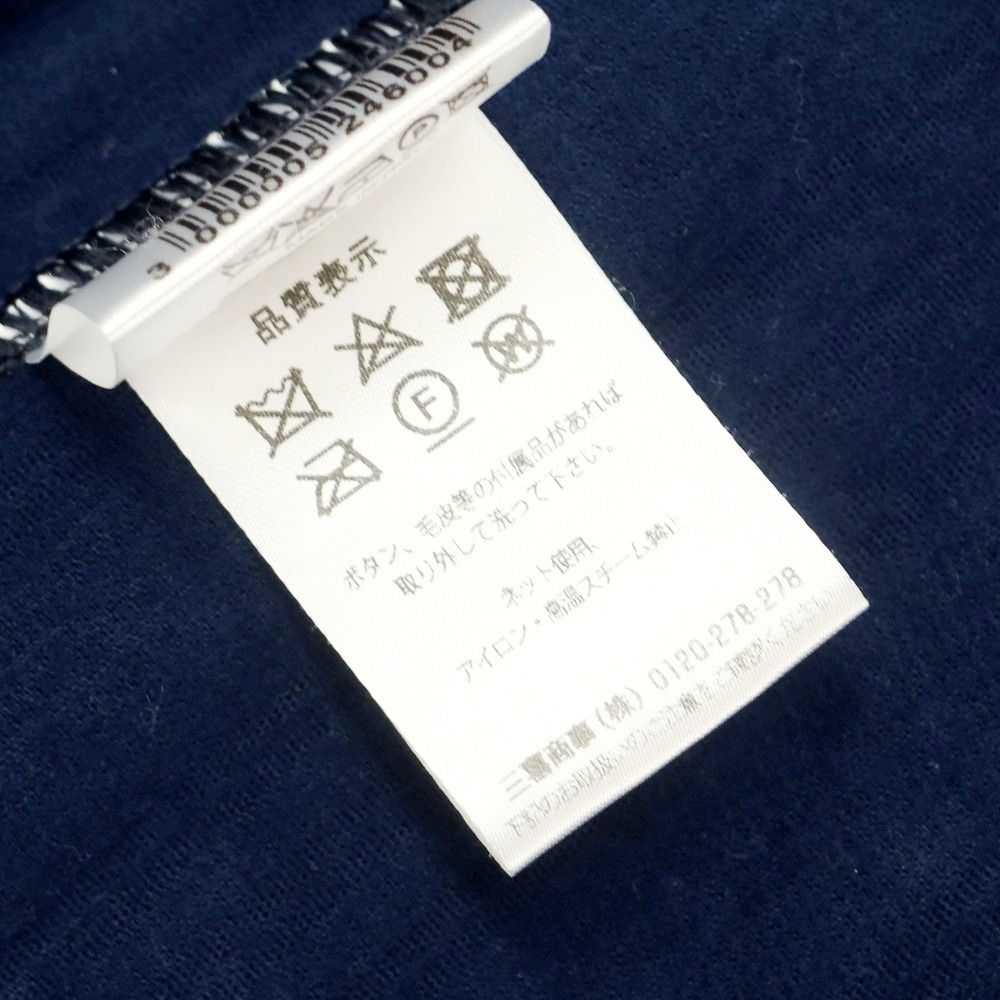 3 000005 246004
P
品質表示
F
W
ボタン、毛皮等の付属品があれば
取り外して洗って下さい。
ネット使用、
アイロン・高温スチーム禁止
三喜商事(株) 0120-278-278